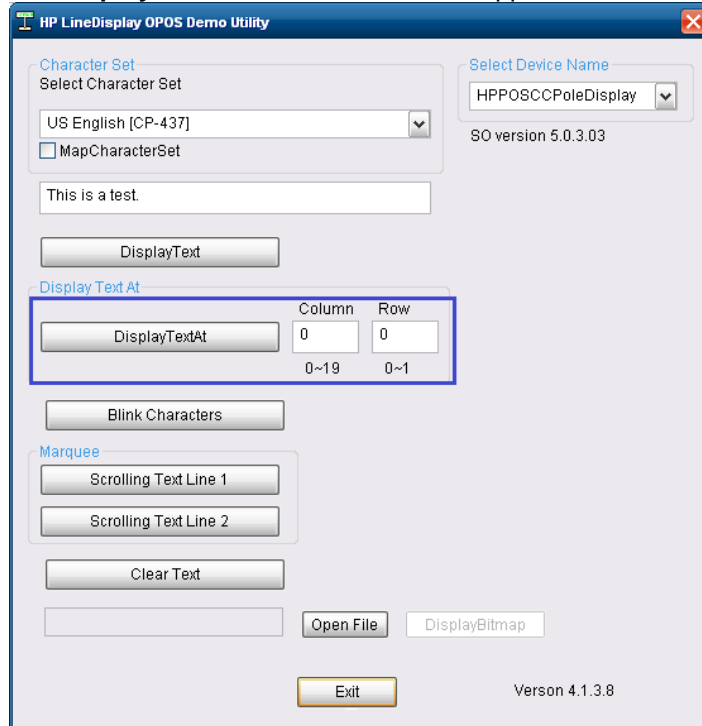 HP LineDisplay OPOS Demo Utility
Character Set
Select Character Set
US English [CP-437]
MapCharacterSet
Select Device Name
HPPOSCCPoleDisplay
SO version 5.0.3.03
This is a test.
DisplayText
Display Text At
Column Row
DisplayTextAt 0 0
0~19 0~1
Blink Characters
Marquee
Scrolling Text Line 1
Scrolling Text Line 2
Clear Text
Open File DisplayBitmap
Exit Verson 4.1.3.8